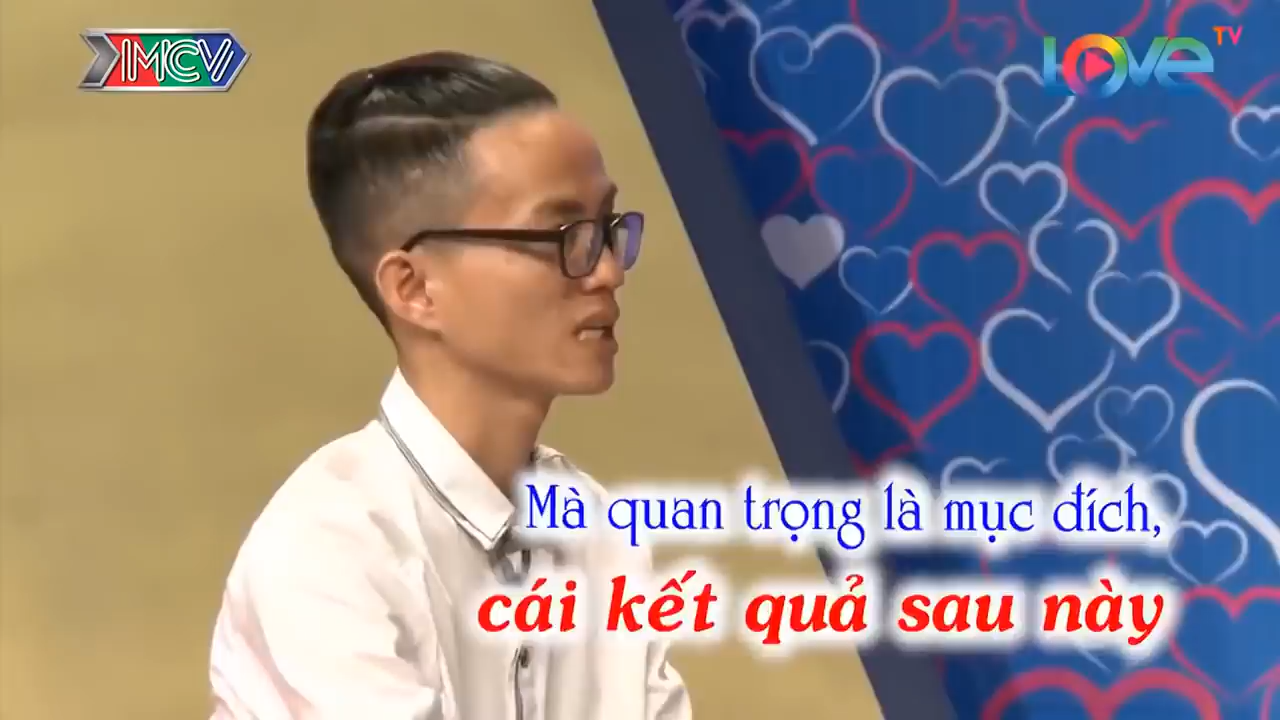 MCV
LOVE TV
Mà quan trọng là mục đích,
cái kết quả sau này